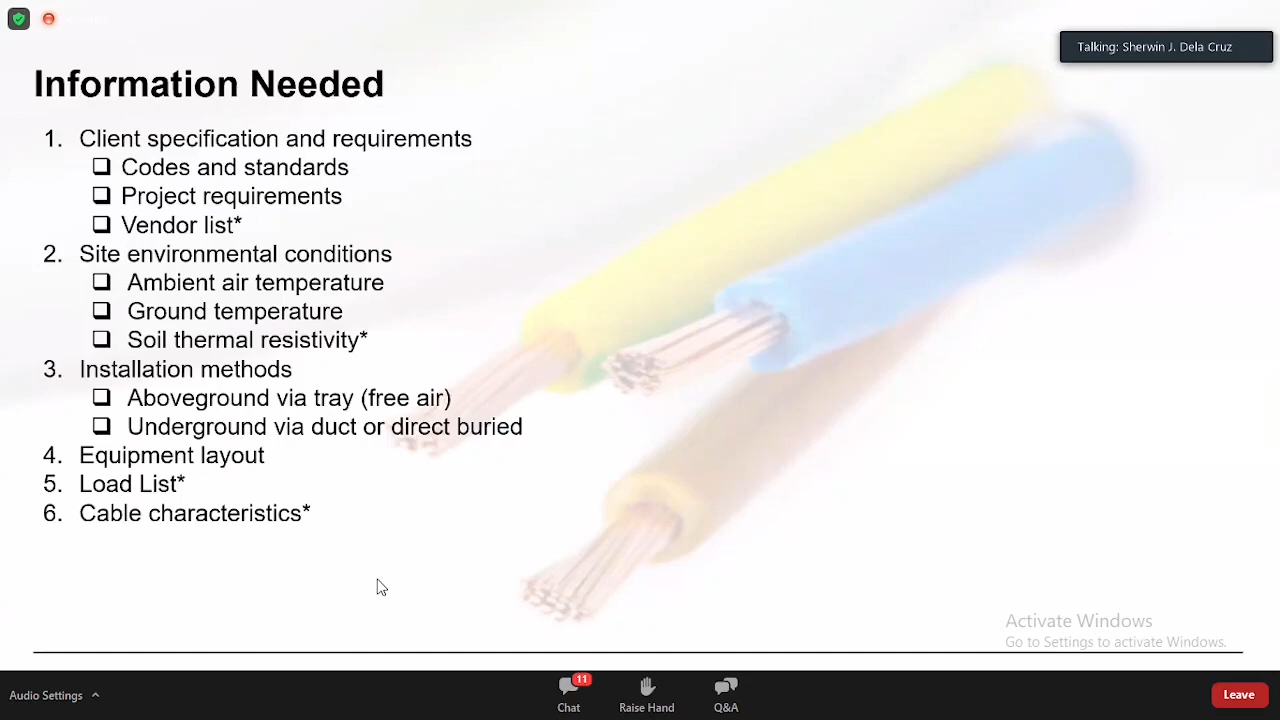 Talking: Sherwin J. Dela Cruz
Information Needed
1. Client specification and requirements
❑ Codes and standards
❑ Project requirements
❑ Vendor list*
2. Site environmental conditions
❑ Ambient air temperature
❑ Ground temperature
❑ Soil thermal resistivity*
3. Installation methods
❑ Aboveground via tray (free air)
❑ Underground via duct or direct buried
4. Equipment layout
5. Load List*
6. Cable characteristics*
Activate Windows
Go to Settings to activate Windows.
Audio Settings
11
Chat
Raise Hand
Q&A
Leave